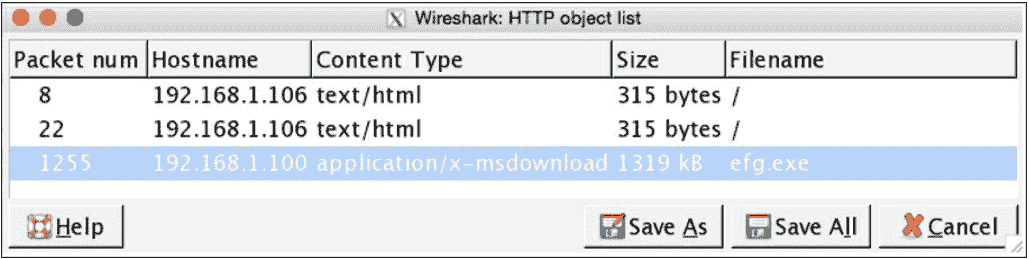 Wireshark: HTTP object list
Packet num Hostname Content Type Size Filename
8 192.168.1.106 text/html 315 bytes /
22 192.168.1.106 text/html 315 bytes /
1255 192.168.1.100 application/x-msdownload 1319 kB efg.exe
Help Save As Save All Cancel